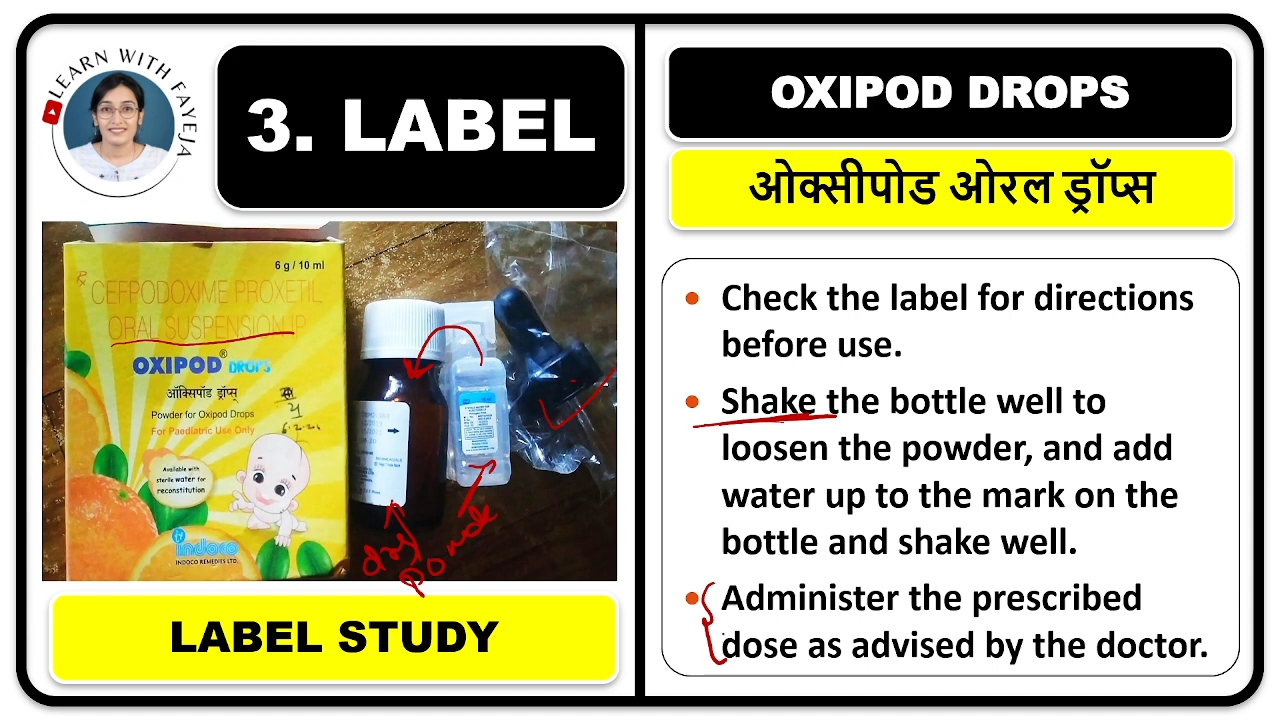 LEARN WITH FAYEJA
3. LABEL
6 g / 10 ml
CEFPODOXIME PROXETIL
ORAL SUSPENSION IP
OXIPOD® DROPS
ऑक्सिपॉड ड्रॉप्स्
Powder for Oxipod Drops
For Paediatric Use Only
Available with
sterile water for
reconstitution
indoco
INDOCO REMEDIES LTD.
dry
LABEL STUDY
OXIPOD DROPS
ओक्सीपोड ओरल ड्रॉप्स
• Check the label for directions
before use.
• Shake the bottle well to
loosen the powder, and add
water up to the mark on the
bottle and shake well.
• Administer the prescribed
dose as advised by the doctor.